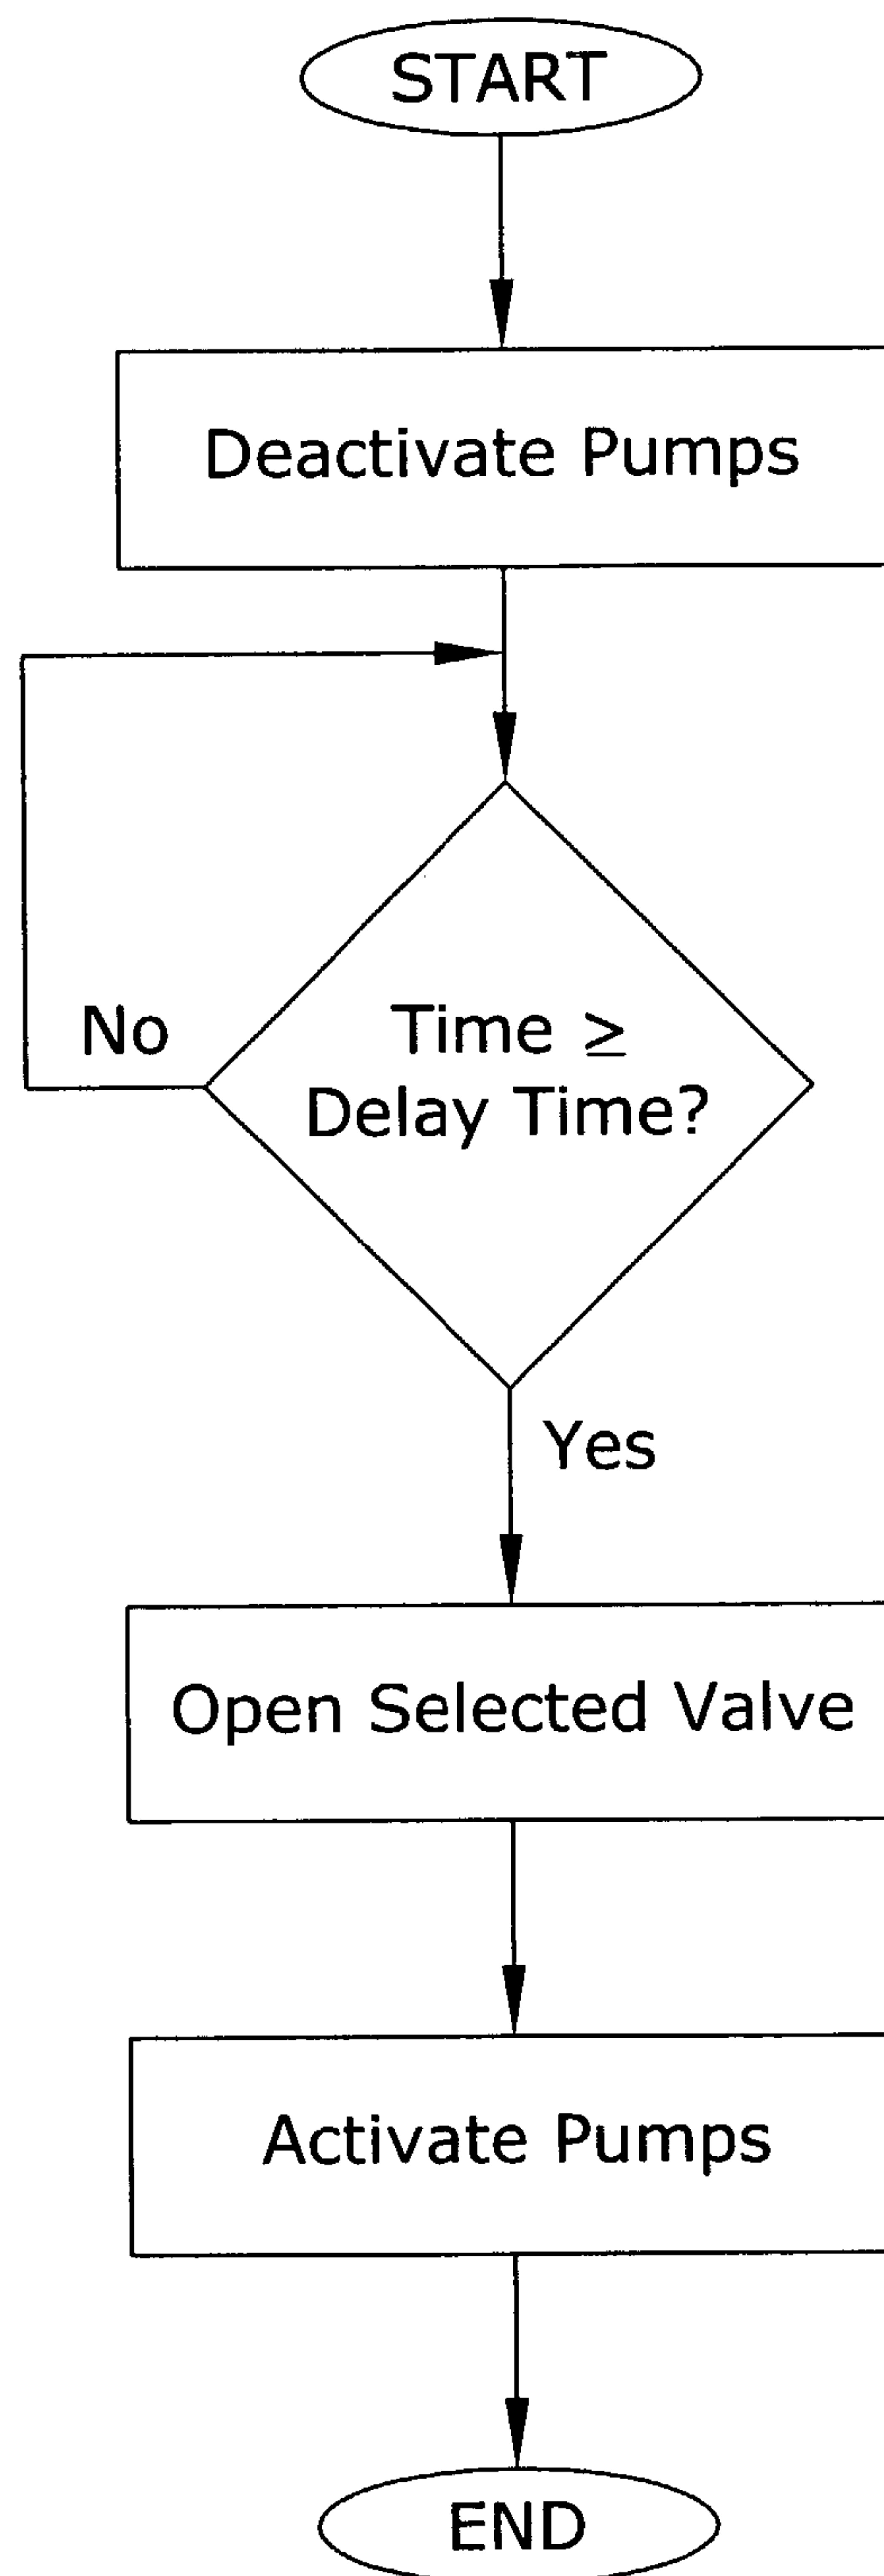 START
Deactivate Pumps
No
Time ≥
Delay Time?
Yes
Open Selected Valve
Activate Pumps
END